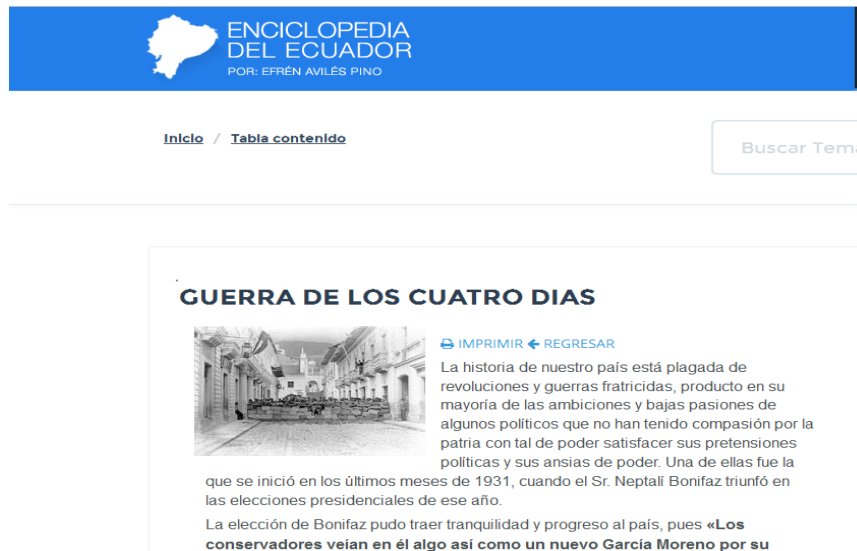 ENCICLOPEDIA
DEL ECUADOR
POR: EFRÉN AVILÉS PINO
Inicio / Tabla contenido
Buscar Tema
GUERRA DE LOS CUATRO DIAS
IMPRIMIR REGRESAR
La historia de nuestro país está plagada de
revoluciones y guerras fratricidas, producto en su
mayoría de las ambiciones y bajas pasiones de
algunos políticos que no han tenido compasión por la
patria con tal de poder satisfacer sus pretensiones
políticas y sus ansias de poder. Una de ellas fue la
que se inició en los últimos meses de 1931, cuando el Sr. Neptalí Bonifaz triunfó en
las elecciones presidenciales de ese año.
La elección de Bonifaz pudo traer tranquilidad y progreso al país, pues «Los
conservadores veían en él algo así como un nuevo García Moreno por su